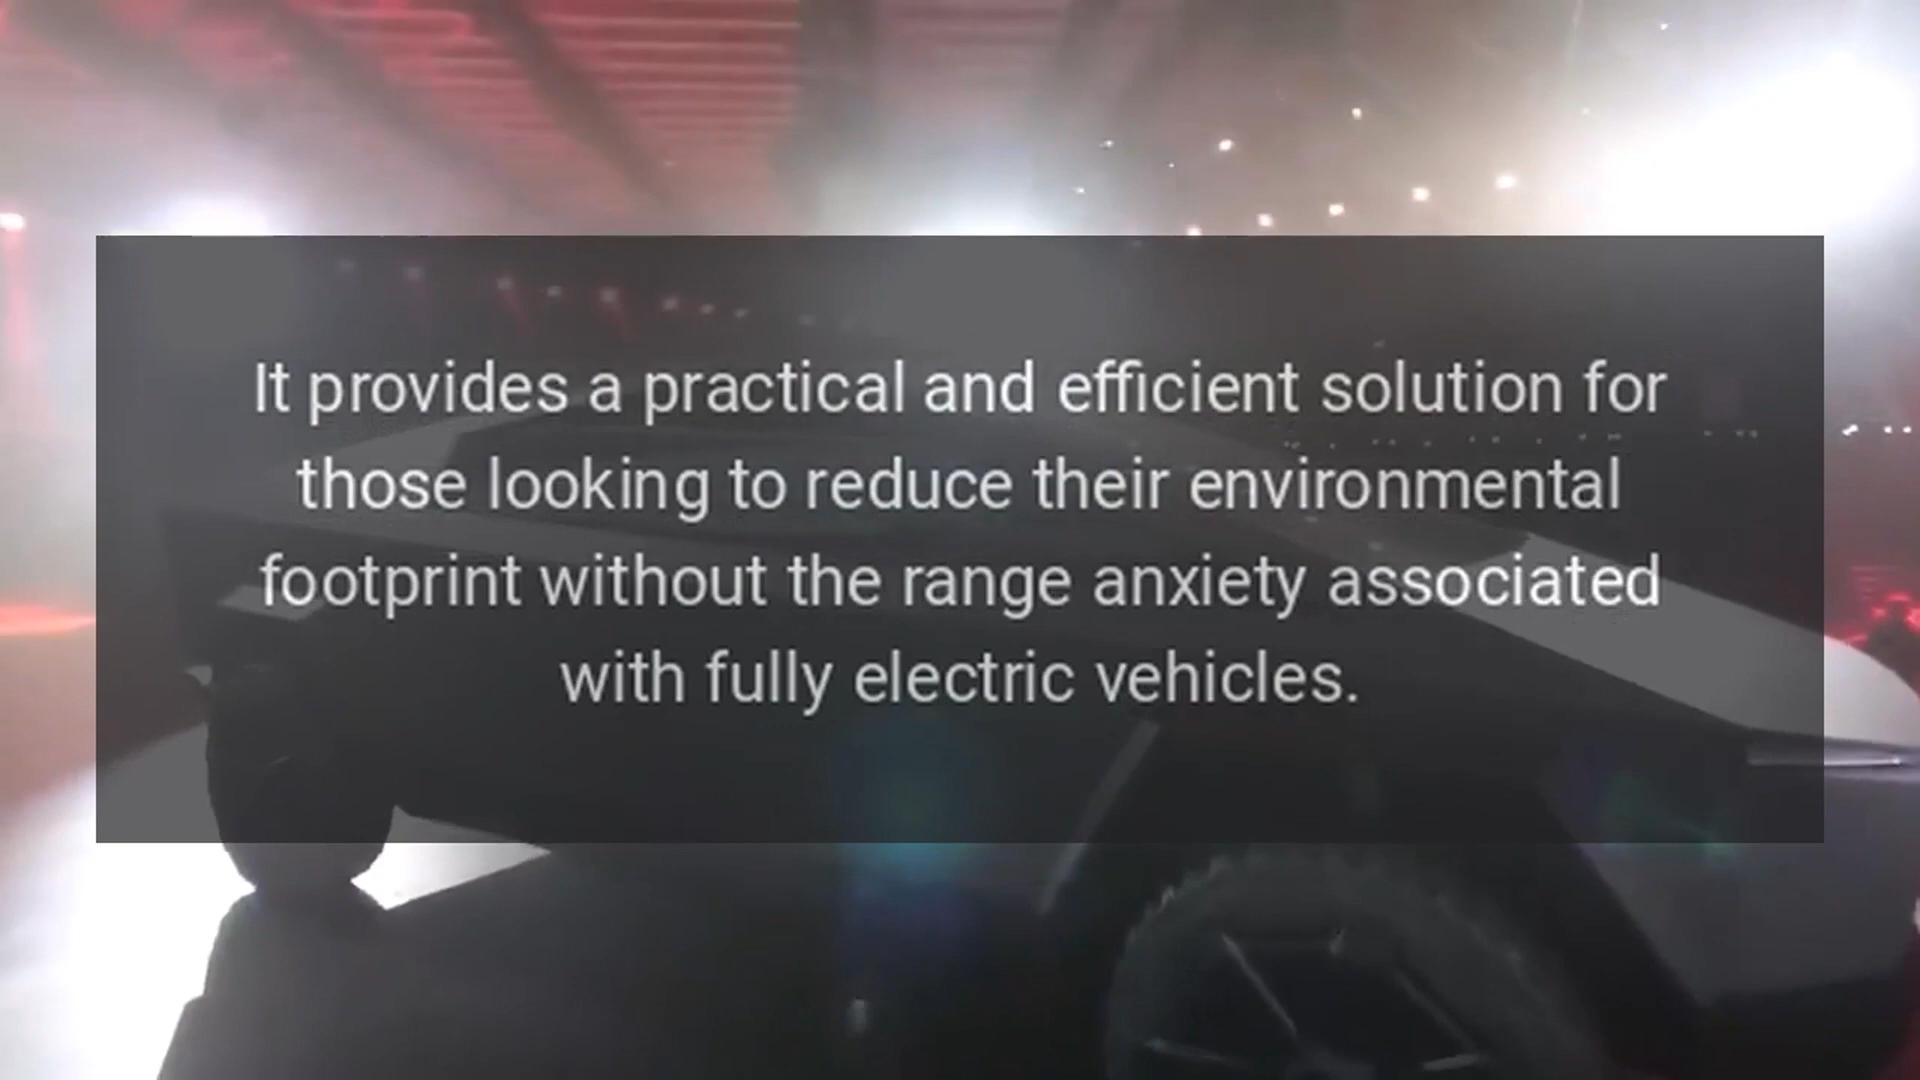 It provides a practical and efficient solution for
those looking to reduce their environmental
footprint without the range anxiety associated
with fully electric vehicles.